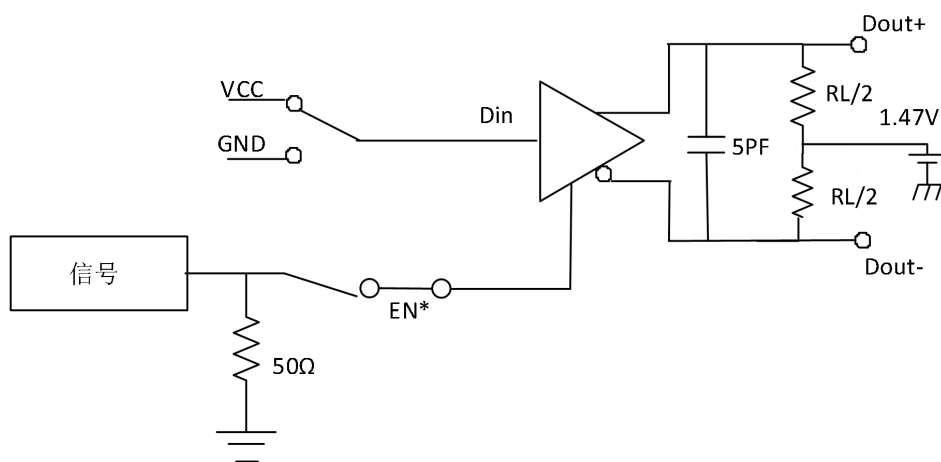 Dout+
VCC
RL/2
1.47V
Din
GND
5PF
RL/2
信号
Dout-
EN*
50Ω